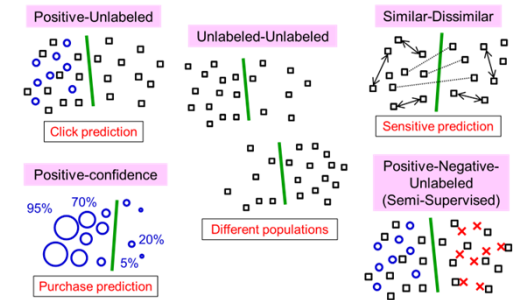 Positive-Unlabeled
Click prediction
Unlabeled-Unlabeled
Different populations
Similar-Dissimilar
Sensitive prediction
Positive-confidence
95%
70%
20%
5%
Purchase prediction
Positive-Negative-
Unlabeled
(Semi-Supervised)